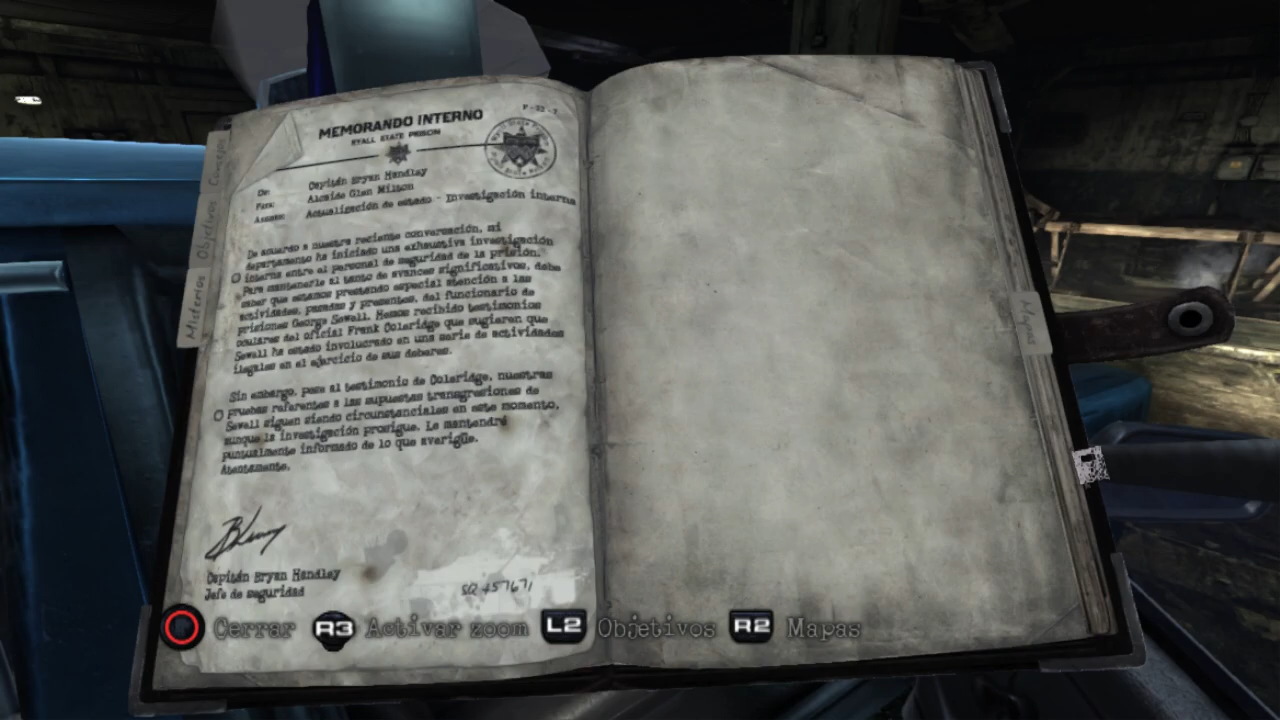 P-32-2
MEMORANDO INTERNO
RYALL STATE PRISON
De: Capitán Bryan Handley
Para: Alcaide Glen Milton
Asunto: Actualización de estado - Investigación interna
De acuerdo a nuestra reciente conversación, mi
departamento ha iniciado una exhaustiva investigación
interna entre el personal de seguridad de la prisión.
Para mantenerle al tanto de avances significativos, debe
saber que estamos prestando especial atención a las
actividades, pasadas y presentes, del funcionario de
prisiones George Sewell. Hemos recibido testimonios
oculares del oficial Frank Coleridge que sugieren que
Sewell ha estado involucrado en una serie de actividades
ilegales en el ejercicio de sus deberes.
Sin embargo, pese al testimonio de Coleridge, nuestras
pruebas referentes a las supuestas transgresiones de
Sewell siguen siendo circunstanciales en este momento,
aunque la investigación prosigue. Le mantendré
puntualmente informado de lo que averigüe.
Atentamente,
Capitán Bryan Handley
Jefe de seguridad
SQ 457671
Objetivos
Misterios
Mapas
Cerrar R3 Activar zoom L2 Objetivos R2 Mapas